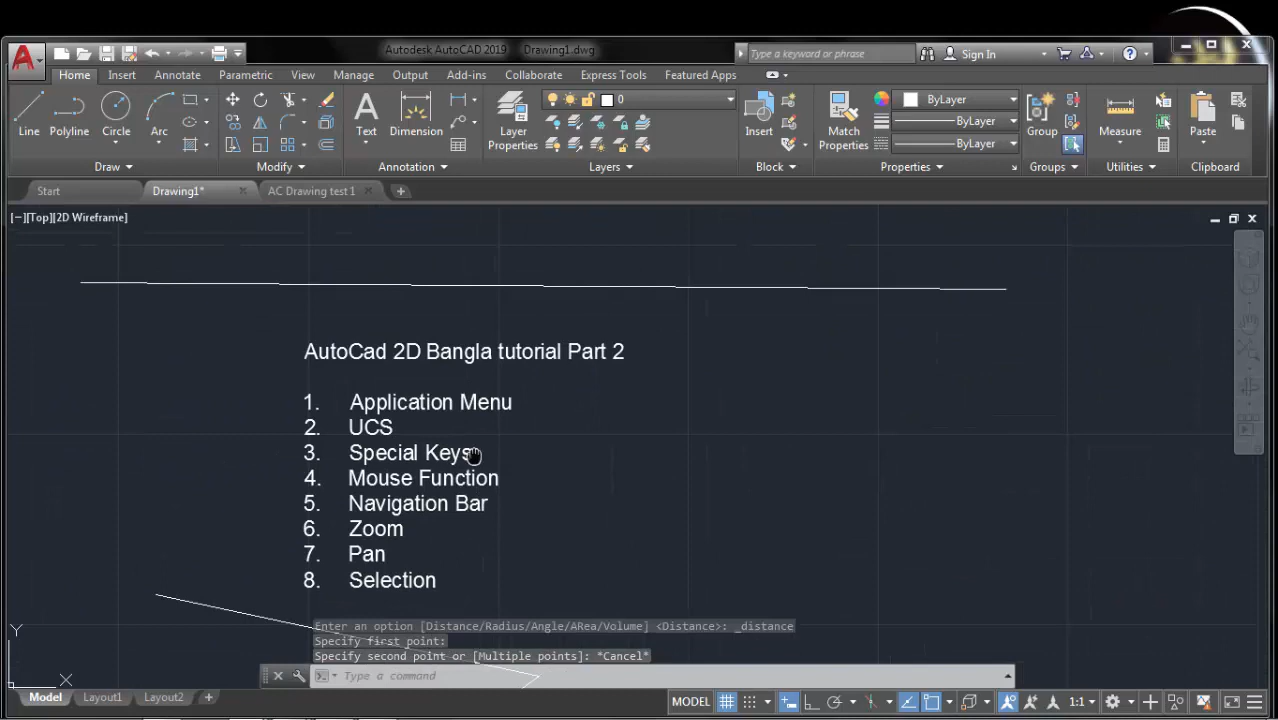 Autodesk AutoCAD 2019 Drawing1.dwg
Type a keyword or phrase
Sign In
Home Insert Annotate Parametric View Manage Output Add-ins Collaborate Express Tools Featured Apps
Line Polyline Circle Arc
Text Dimension
Layer Properties
0
Insert
Match Properties
ByLayer
ByLayer
ByLayer
Group
Measure
Paste
Draw Modify Annotation Layers Block Properties Groups Utilities Clipboard
Start Drawing1* AC Drawing test 1
[−][Top][2D Wireframe]
AutoCad 2D Bangla tutorial Part 2
1. Application Menu
2. UCS
3. Special Keys
4. Mouse Function
5. Navigation Bar
6. Zoom
7. Pan
8. Selection
Y
X
Enter an option [Distance/Radius/Angle/ARea/Volume] <Distance>: _distance
Specify first point:
Specify second point or [Multiple points]: *Cancel*
Type a command
Model Layout1 Layout2 +
MODEL 1:1